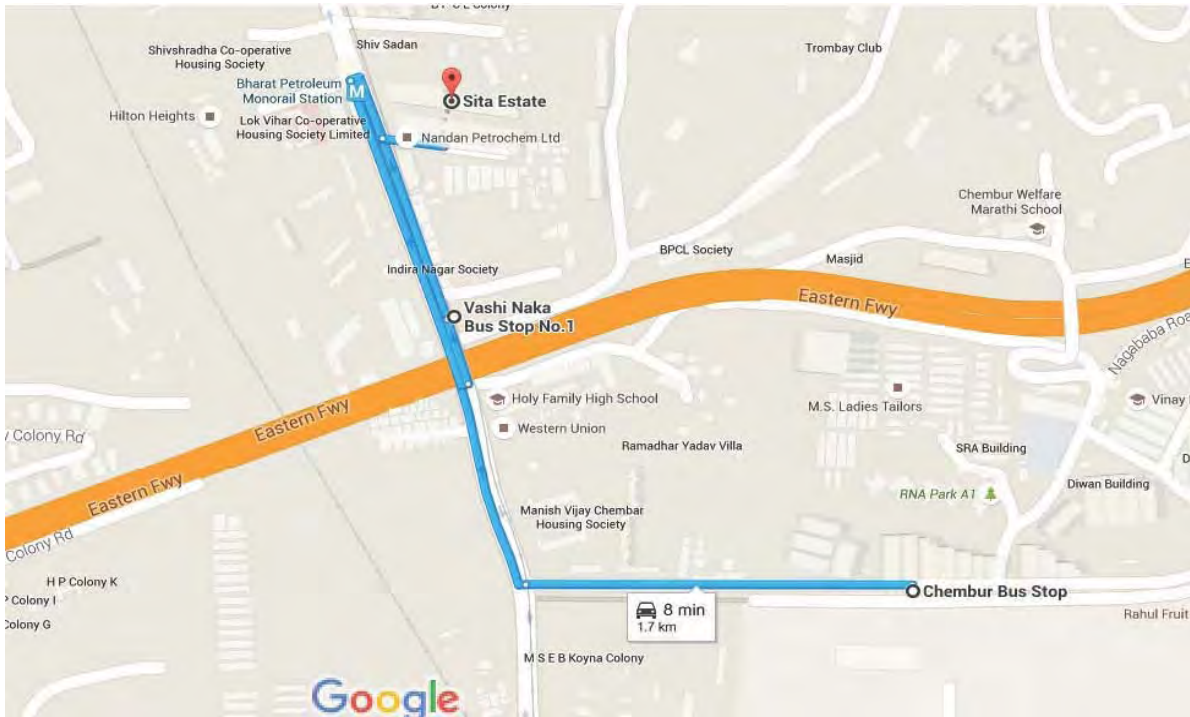 B P C L Colony
Shiv Sadan
Shivshradha Co-operative
Housing Society
Trombay Club
Bharat Petroleum
Monorail Station
M
Sita Estate
Hilton Heights
Lok Vihar Co-operative
Housing Society Limited
Nandan Petrochem Ltd
Chembur Welfare
Marathi School
BPCL Society
Masjid
Indira Nagar Society
Eastern Fwy
Vashi Naka
Bus Stop No.1
Nagababa Roa
Holy Family High School
M.S. Ladies Tailors
Vinay
Eastern Fwy
Western Union
y Colony Rd
Ramadhar Yadav Villa
SRA Building
D
Eastern Fwy
RNA Park A1
Diwan Building
Manish Vijay Chembar
Housing Society
Colony Rd
H P Colony K
P Colony I
Colony G
Chembur Bus Stop
8 min
1.7 km
Rahul Fruit
M S E B Koyna Colony
Google